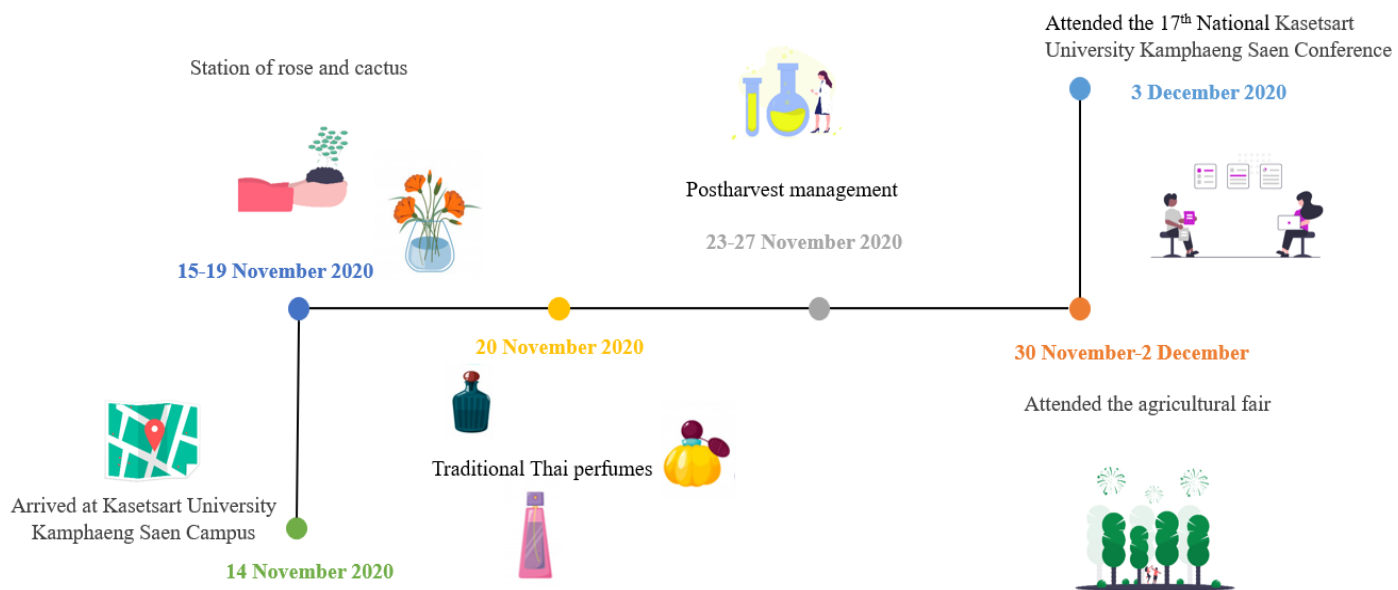 Attended the 17th National Kasetsart
University Kamphaeng Saen Conference
3 December 2020
Station of rose and cactus
15-19 November 2020
Postharvest management
23-27 November 2020
20 November 2020
Traditional Thai perfumes
30 November-2 December
Attended the agricultural fair
Arrived at Kasetsart University
Kamphaeng Saen Campus
14 November 2020